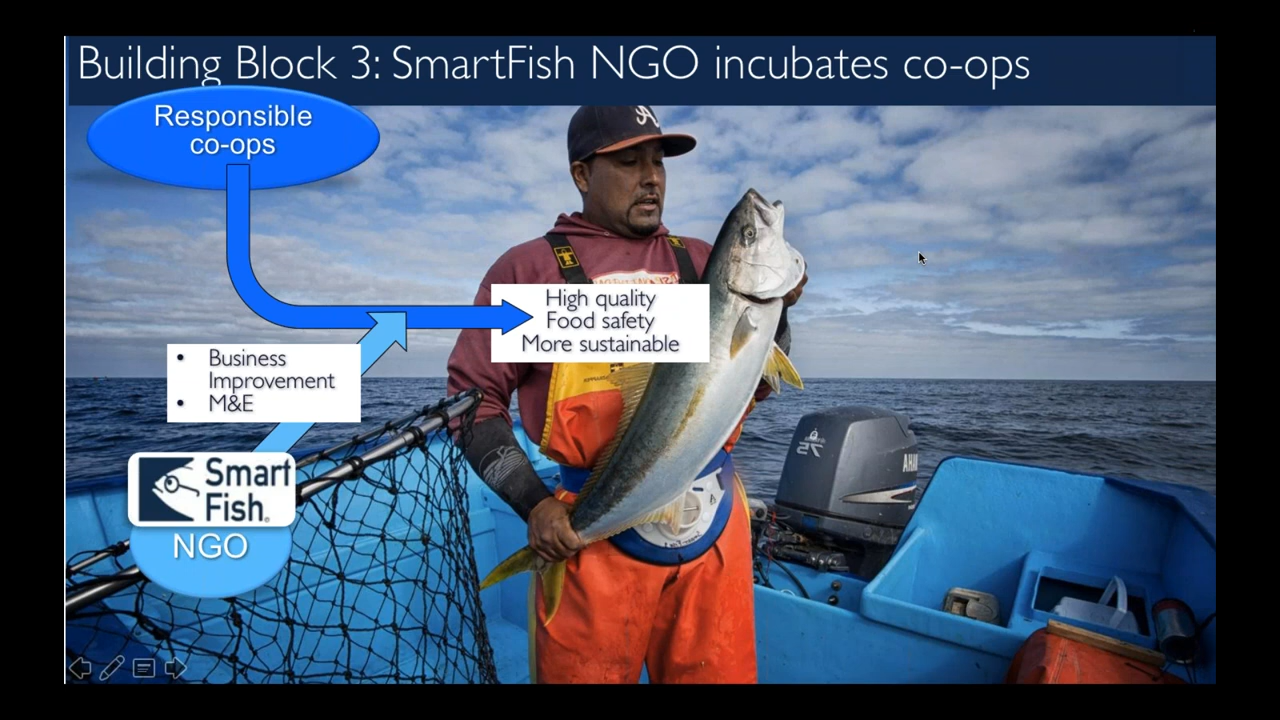 Building Block 3: SmartFish NGO incubates co-ops
Responsible
co-ops
High quality
Food safety
More sustainable
• Business
Improvement
• M&E
Smart
Fish®
NGO
A
75